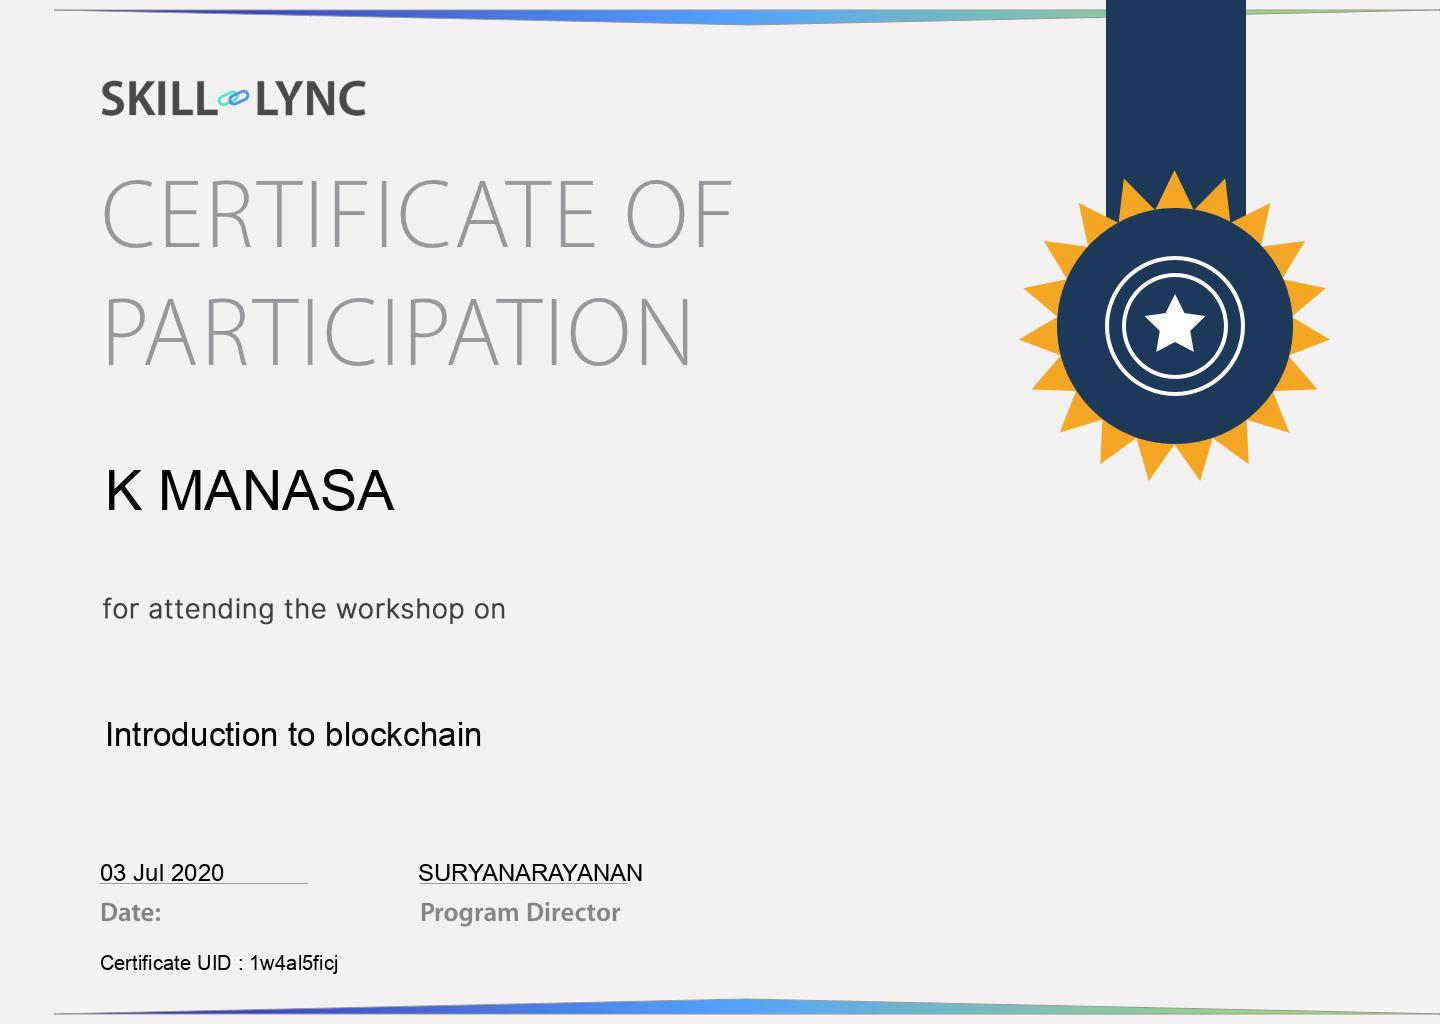 SKILL LYNC
CERTIFICATE OF
PARTICIPATION
K MANASA
for attending the workshop on
Introduction to blockchain
03 Jul 2020 SURYANARAYANAN
Date: Program Director
Certificate UID : 1w4al5ficj